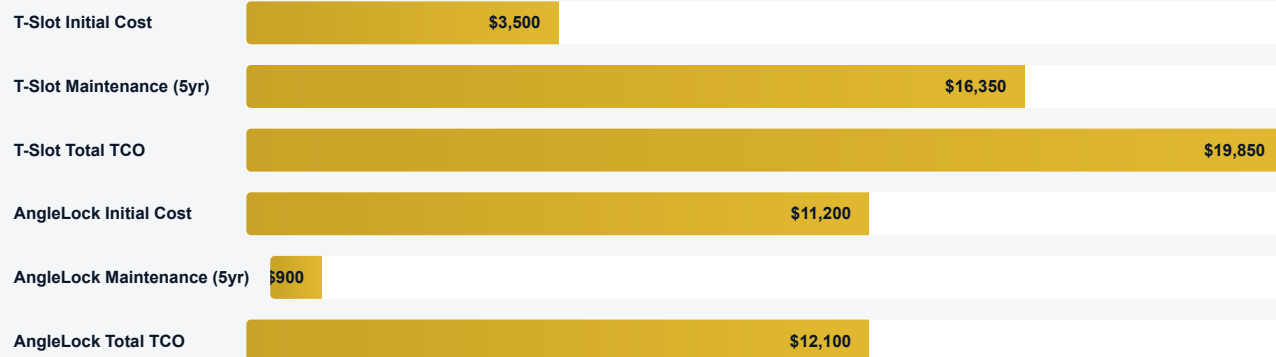 T-Slot Initial Cost $3,500
T-Slot Maintenance (5yr) $16,350
T-Slot Total TCO $19,850
AngleLock Initial Cost $11,200
AngleLock Maintenance (5yr) $900
AngleLock Total TCO $12,100